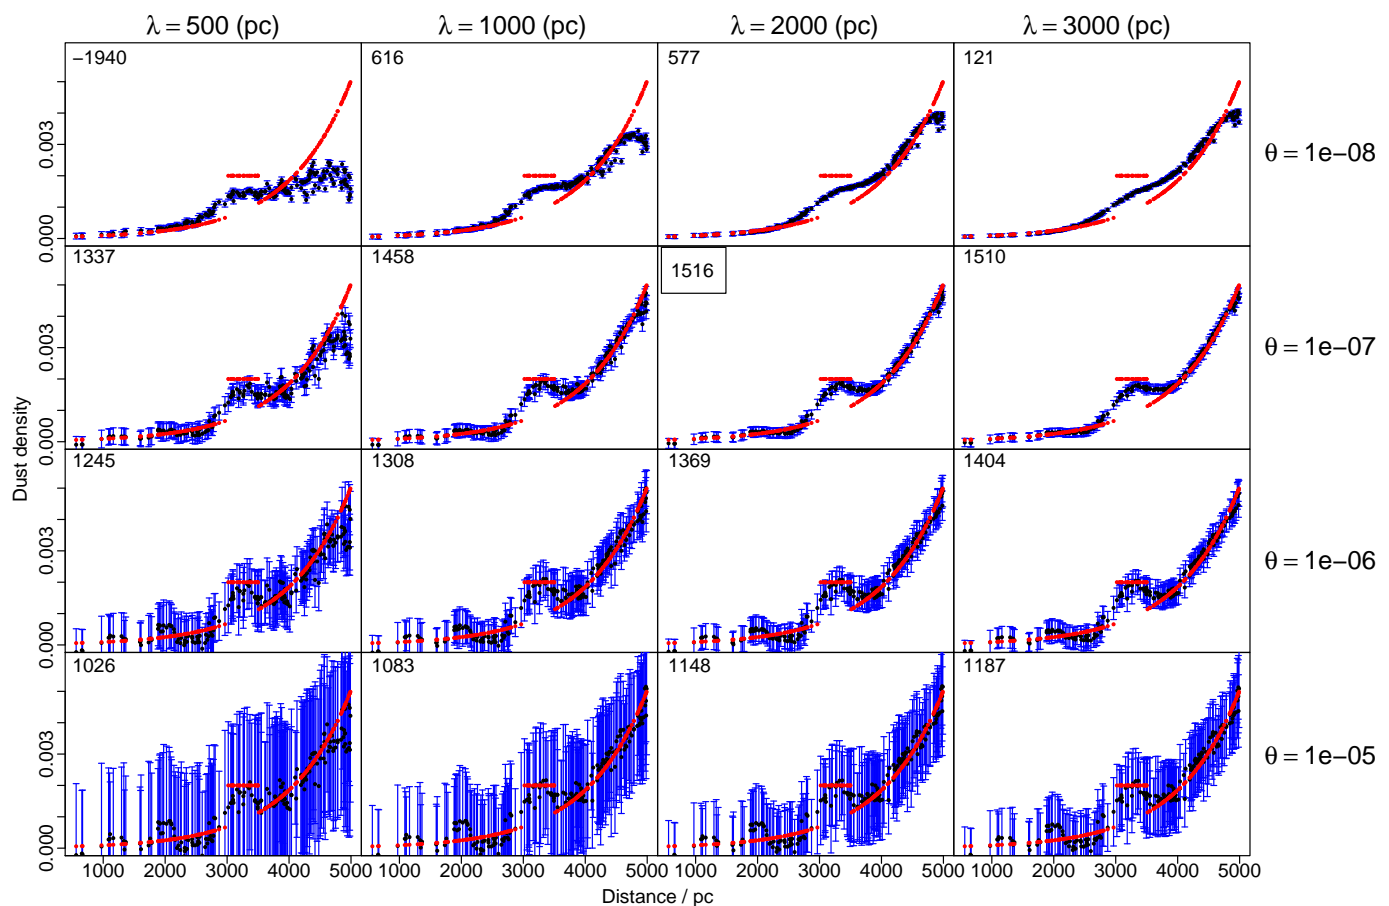 λ = 500 (pc) λ = 1000 (pc) λ = 2000 (pc) λ = 3000 (pc)
−1940 616 577 121
0.003
θ = 1e−08
0.000
1337 1458 1516 1510
0.003
θ = 1e−07
0.000
1245 1308 1369 1404
Dust density
0.003
θ = 1e−06
0.000
1026 1083 1148 1187
0.003
θ = 1e−05
0.000
1000 2000 3000 4000 5000 1000 2000 3000 4000 5000 1000 2000 3000 4000 5000 1000 2000 3000 4000 5000
Distance / pc